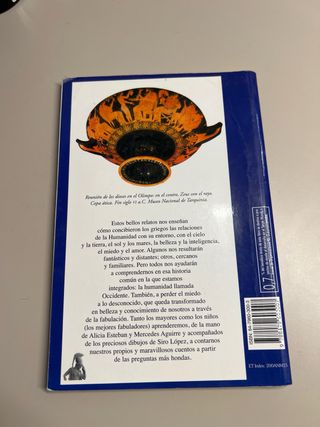 Reunión de los dioses en el Olimpo: en el centro, Zeus con el rayo.
Copa ática. Fin siglo VI a.C. Museo Nacional de Tarquinia.
Estos bellos relatos nos enseñan
cómo concibieron los griegos las relaciones
de la Humanidad con su entorno, con el cielo
y la tierra, el sol y los mares, la belleza y la inteligencia,
el miedo y el amor. Algunos nos resultarán
fantásticos y distantes; otros, cercanos
y familiares. Pero todos nos ayudarán
a comprendernos en esa historia
común en la que estamos
integrados: la humanidad llamada
Occidente. También, a perder el miedo
a lo desconocido, que queda transformado
en belleza y conocimiento de nosotros a través
de la fabulación. Tanto los mayores como los niños
(los mejores fabuladores) aprenderemos, de la mano
de Alicia Esteban y Mercedes Aguirre y acompañados
de los preciosos dibujos de Siro López, a contarnos
nuestros propios y maravillosos cuentos a partir
de las preguntas más hondas.